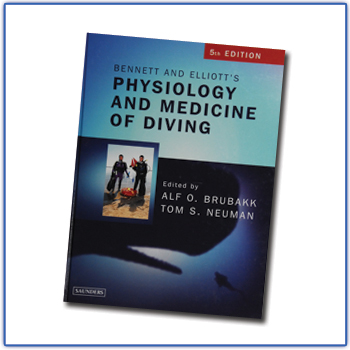 5th EDITION
BENNETT AND ELLIOTT'S
PHYSIOLOGY
AND MEDICINE
OF DIVING
Edited by
ALF O. BRUBAKK
TOM S. NEUMAN
SAUNDERS